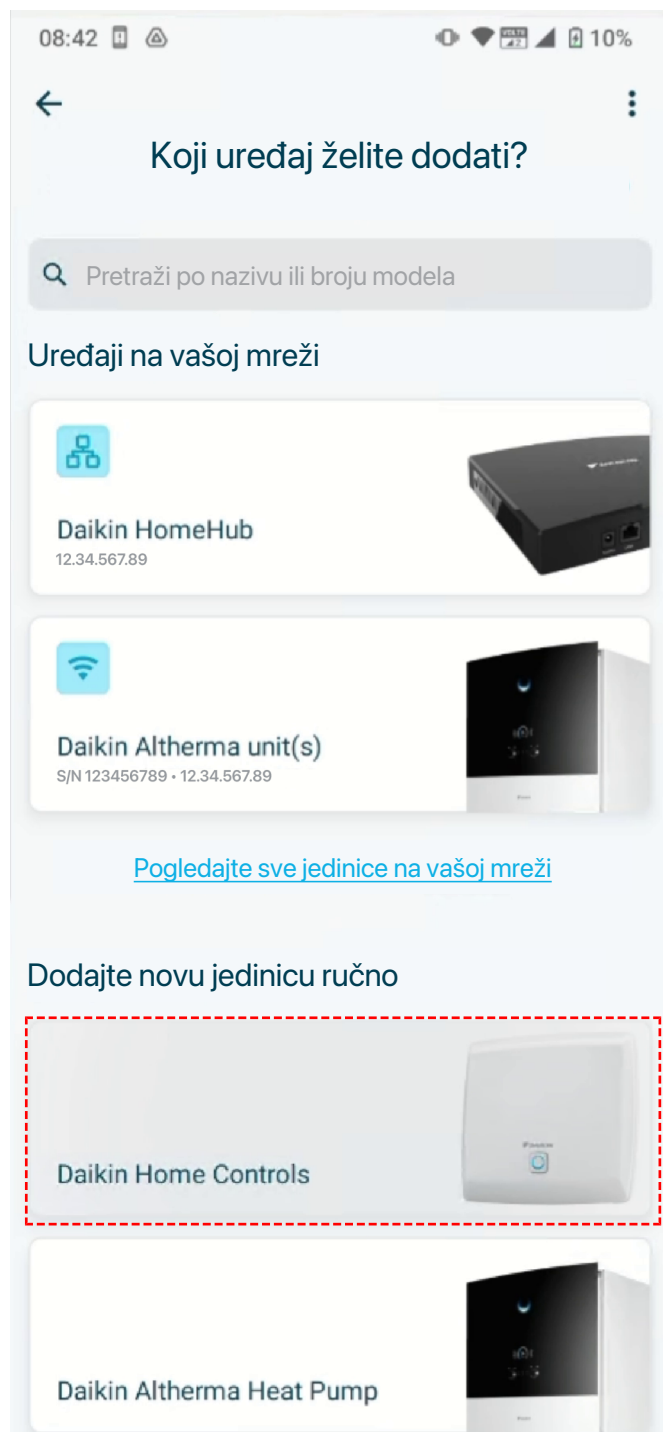 08:42
10%
Koji uređaj želite dodati?
Pretraži po nazivu ili broju modela
Uređaji na vašoj mreži
Daikin HomeHub
12.34.567.89
Daikin Altherma unit(s)
S/N 123456789 • 12.34.567.89
Pogledajte sve jedinice na vašoj mreži
Dodajte novu jedinicu ručno
DAIKIN
Daikin Home Controls
Daikin Altherma Heat Pump